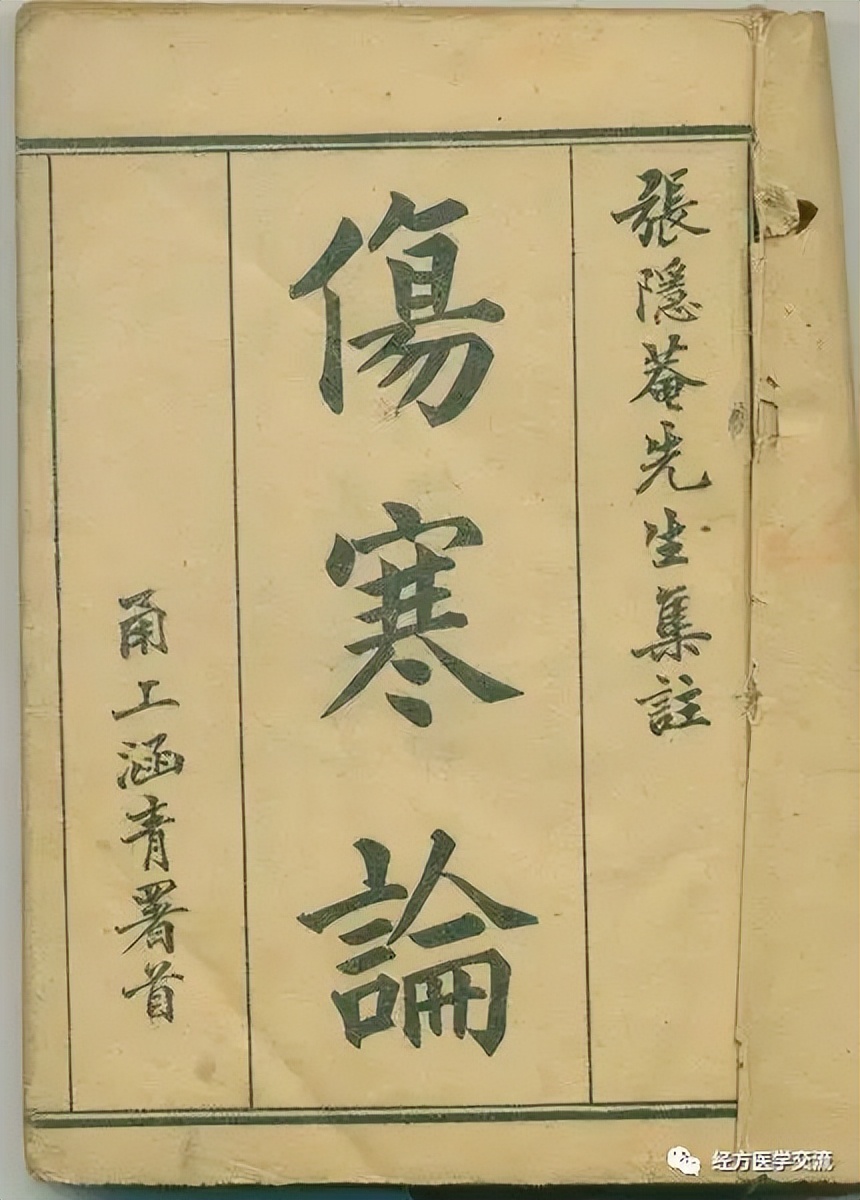 張隱菴先生集註
傷寒論
甬上涵青署首
经方医学交流